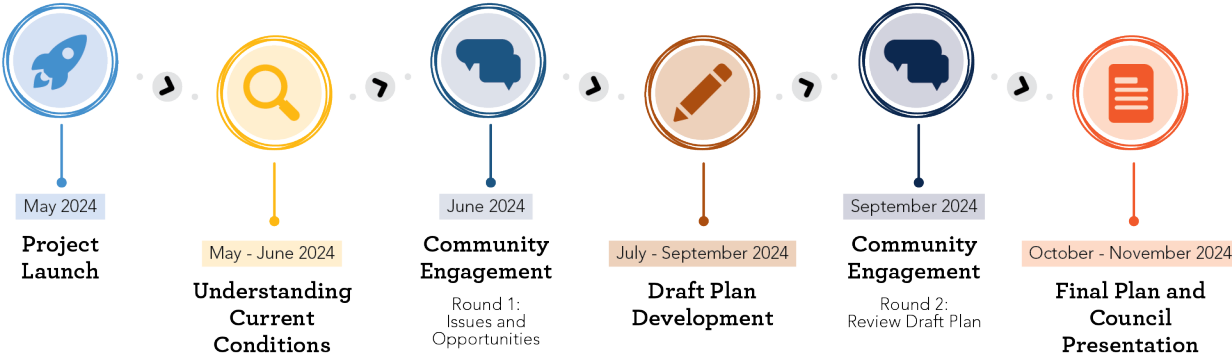 May 2024
Project
Launch
May - June 2024
Understanding
Current
Conditions
June 2024
Community
Engagement
Round 1:
Issues and
Opportunities
July - September 2024
Draft Plan
Development
September 2024
Community
Engagement
Round 2:
Review Draft Plan
October - November 2024
Final Plan and
Council
Presentation